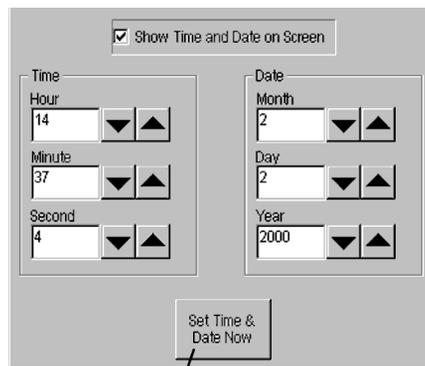 Show Time and Date on Screen
Time
Hour
14
Minute
37
Second
4
Date
Month
2
Day
2
Year
2000
Set Time &
Date Now